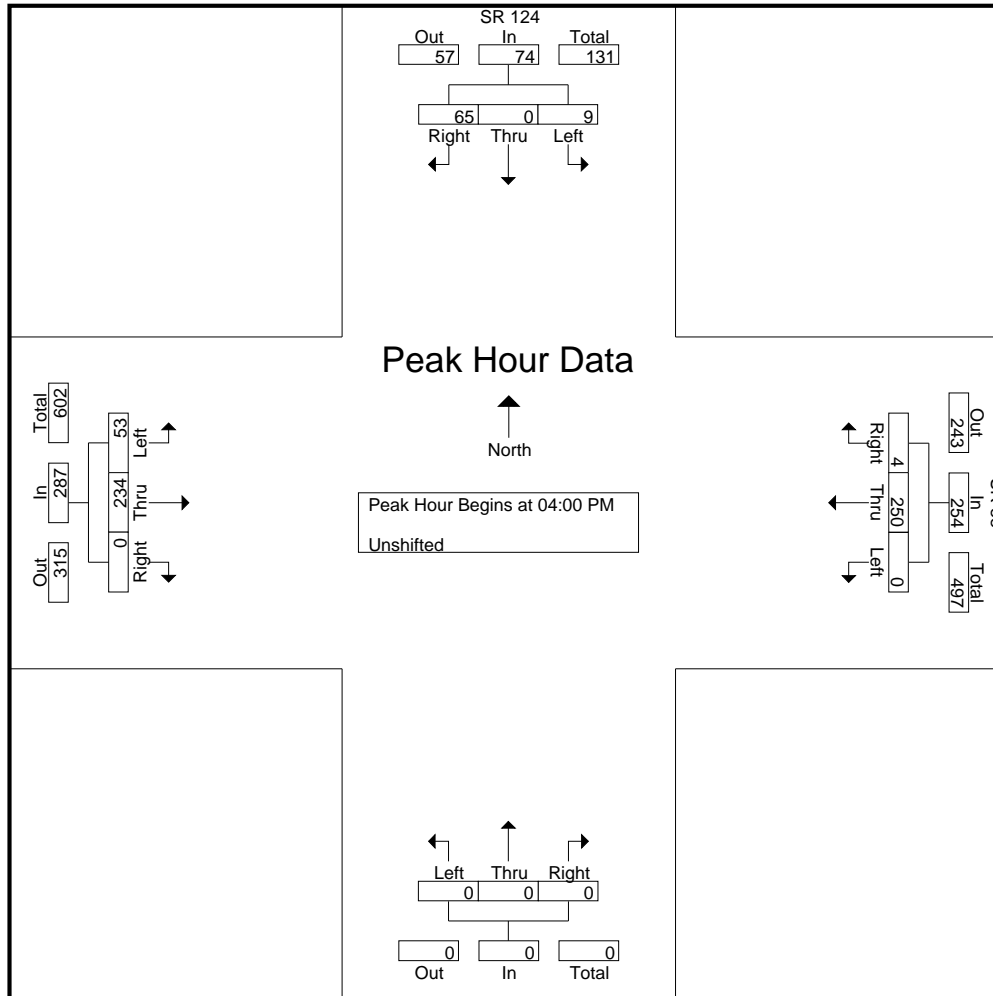 SR 124
Out In Total
57 74 131
65 0 9
Right Thru Left
Peak Hour Data
North
Peak Hour Begins at 04:00 PM
Unshifted
Total In Out
602 287 315
53 234 0
Left Thru Right
Out In Total
243 254 497
4 250 0
Right Thru Left
Left Thru Right
0 0 0
0 0 0
Out In Total